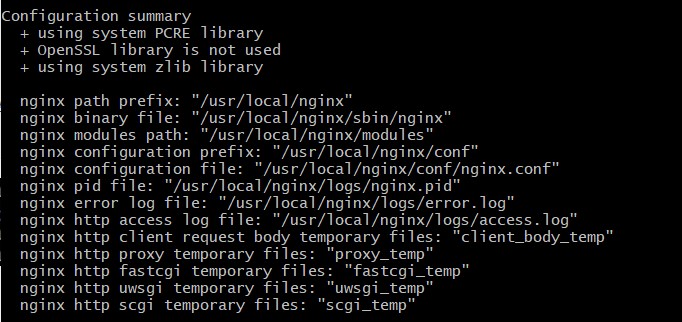 Configuration summary
+ using system PCRE library
+ OpenSSL library is not used
+ using system zlib library
nginx path prefix: "/usr/local/nginx"
nginx binary file: "/usr/local/nginx/sbin/nginx"
nginx modules path: "/usr/local/nginx/modules"
nginx configuration prefix: "/usr/local/nginx/conf"
nginx configuration file: "/usr/local/nginx/conf/nginx.conf"
nginx pid file: "/usr/local/nginx/logs/nginx.pid"
nginx error log file: "/usr/local/nginx/logs/error.log"
nginx http access log file: "/usr/local/nginx/logs/access.log"
nginx http client request body temporary files: "client_body_temp"
nginx http proxy temporary files: "proxy_temp"
nginx http fastcgi temporary files: "fastcgi_temp"
nginx http uwsgi temporary files: "uwsgi_temp"
nginx http scgi temporary files: "scgi_temp"